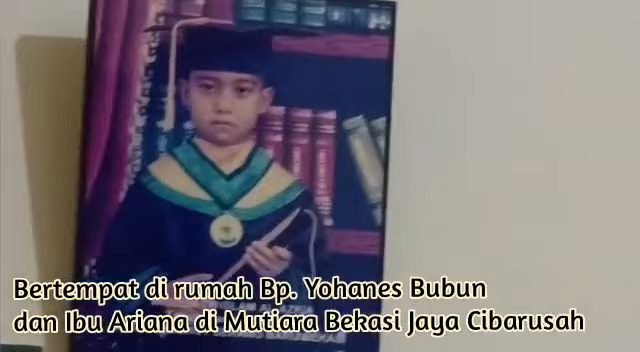 Bertempat di rumah Bp. Yohanes Bubun
dan Ibu Ariana di Mutiara Bekasi Jaya Cibarusah